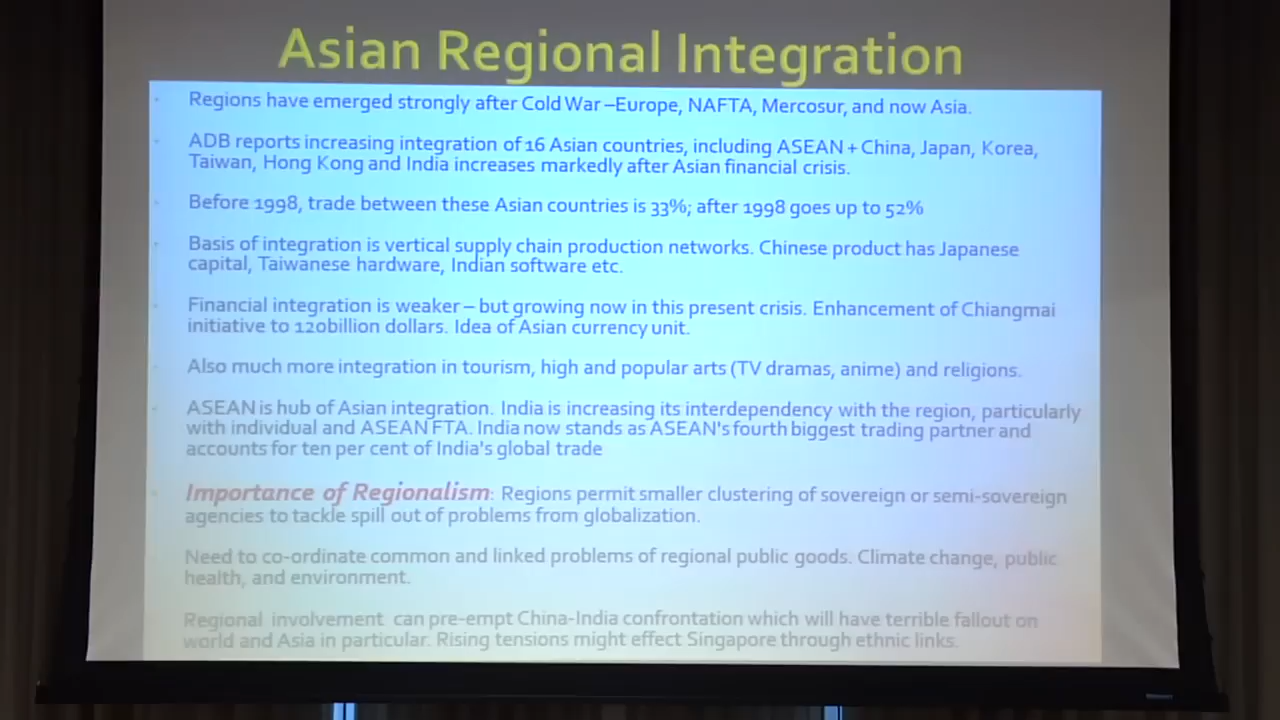 Asian Regional Integration
Regions have emerged strongly after Cold War –Europe, NAFTA, Mercosur, and now Asia.
ADB reports increasing integration of 16 Asian countries, including ASEAN + China, Japan, Korea,
Taiwan, Hong Kong and India increases markedly after Asian financial crisis.
Before 1998, trade between these Asian countries is 33%; after 1998 goes up to 52%
Basis of integration is vertical supply chain production networks. Chinese product has Japanese
capital, Taiwanese hardware, Indian software etc.
Financial integration is weaker – but growing now in this present crisis. Enhancement of Chiangmai
initiative to 120billion dollars. Idea of Asian currency unit.
Also much more integration in tourism, high and popular arts (TV dramas, anime) and religions.
ASEAN is hub of Asian integration. India is increasing its interdependency with the region, particularly
with individual and ASEAN FTA. India now stands as ASEAN's fourth biggest trading partner and
accounts for ten per cent of India's global trade
Importance of Regionalism: Regions permit smaller clustering of sovereign or semi-sovereign
agencies to tackle spill out of problems from globalization.
Need to co-ordinate common and linked problems of regional public goods. Climate change, public
health, and environment.
Regional involvement can pre-empt China-India confrontation which will have terrible fallout on
world and Asia in particular. Rising tensions might effect Singapore through ethnic links.